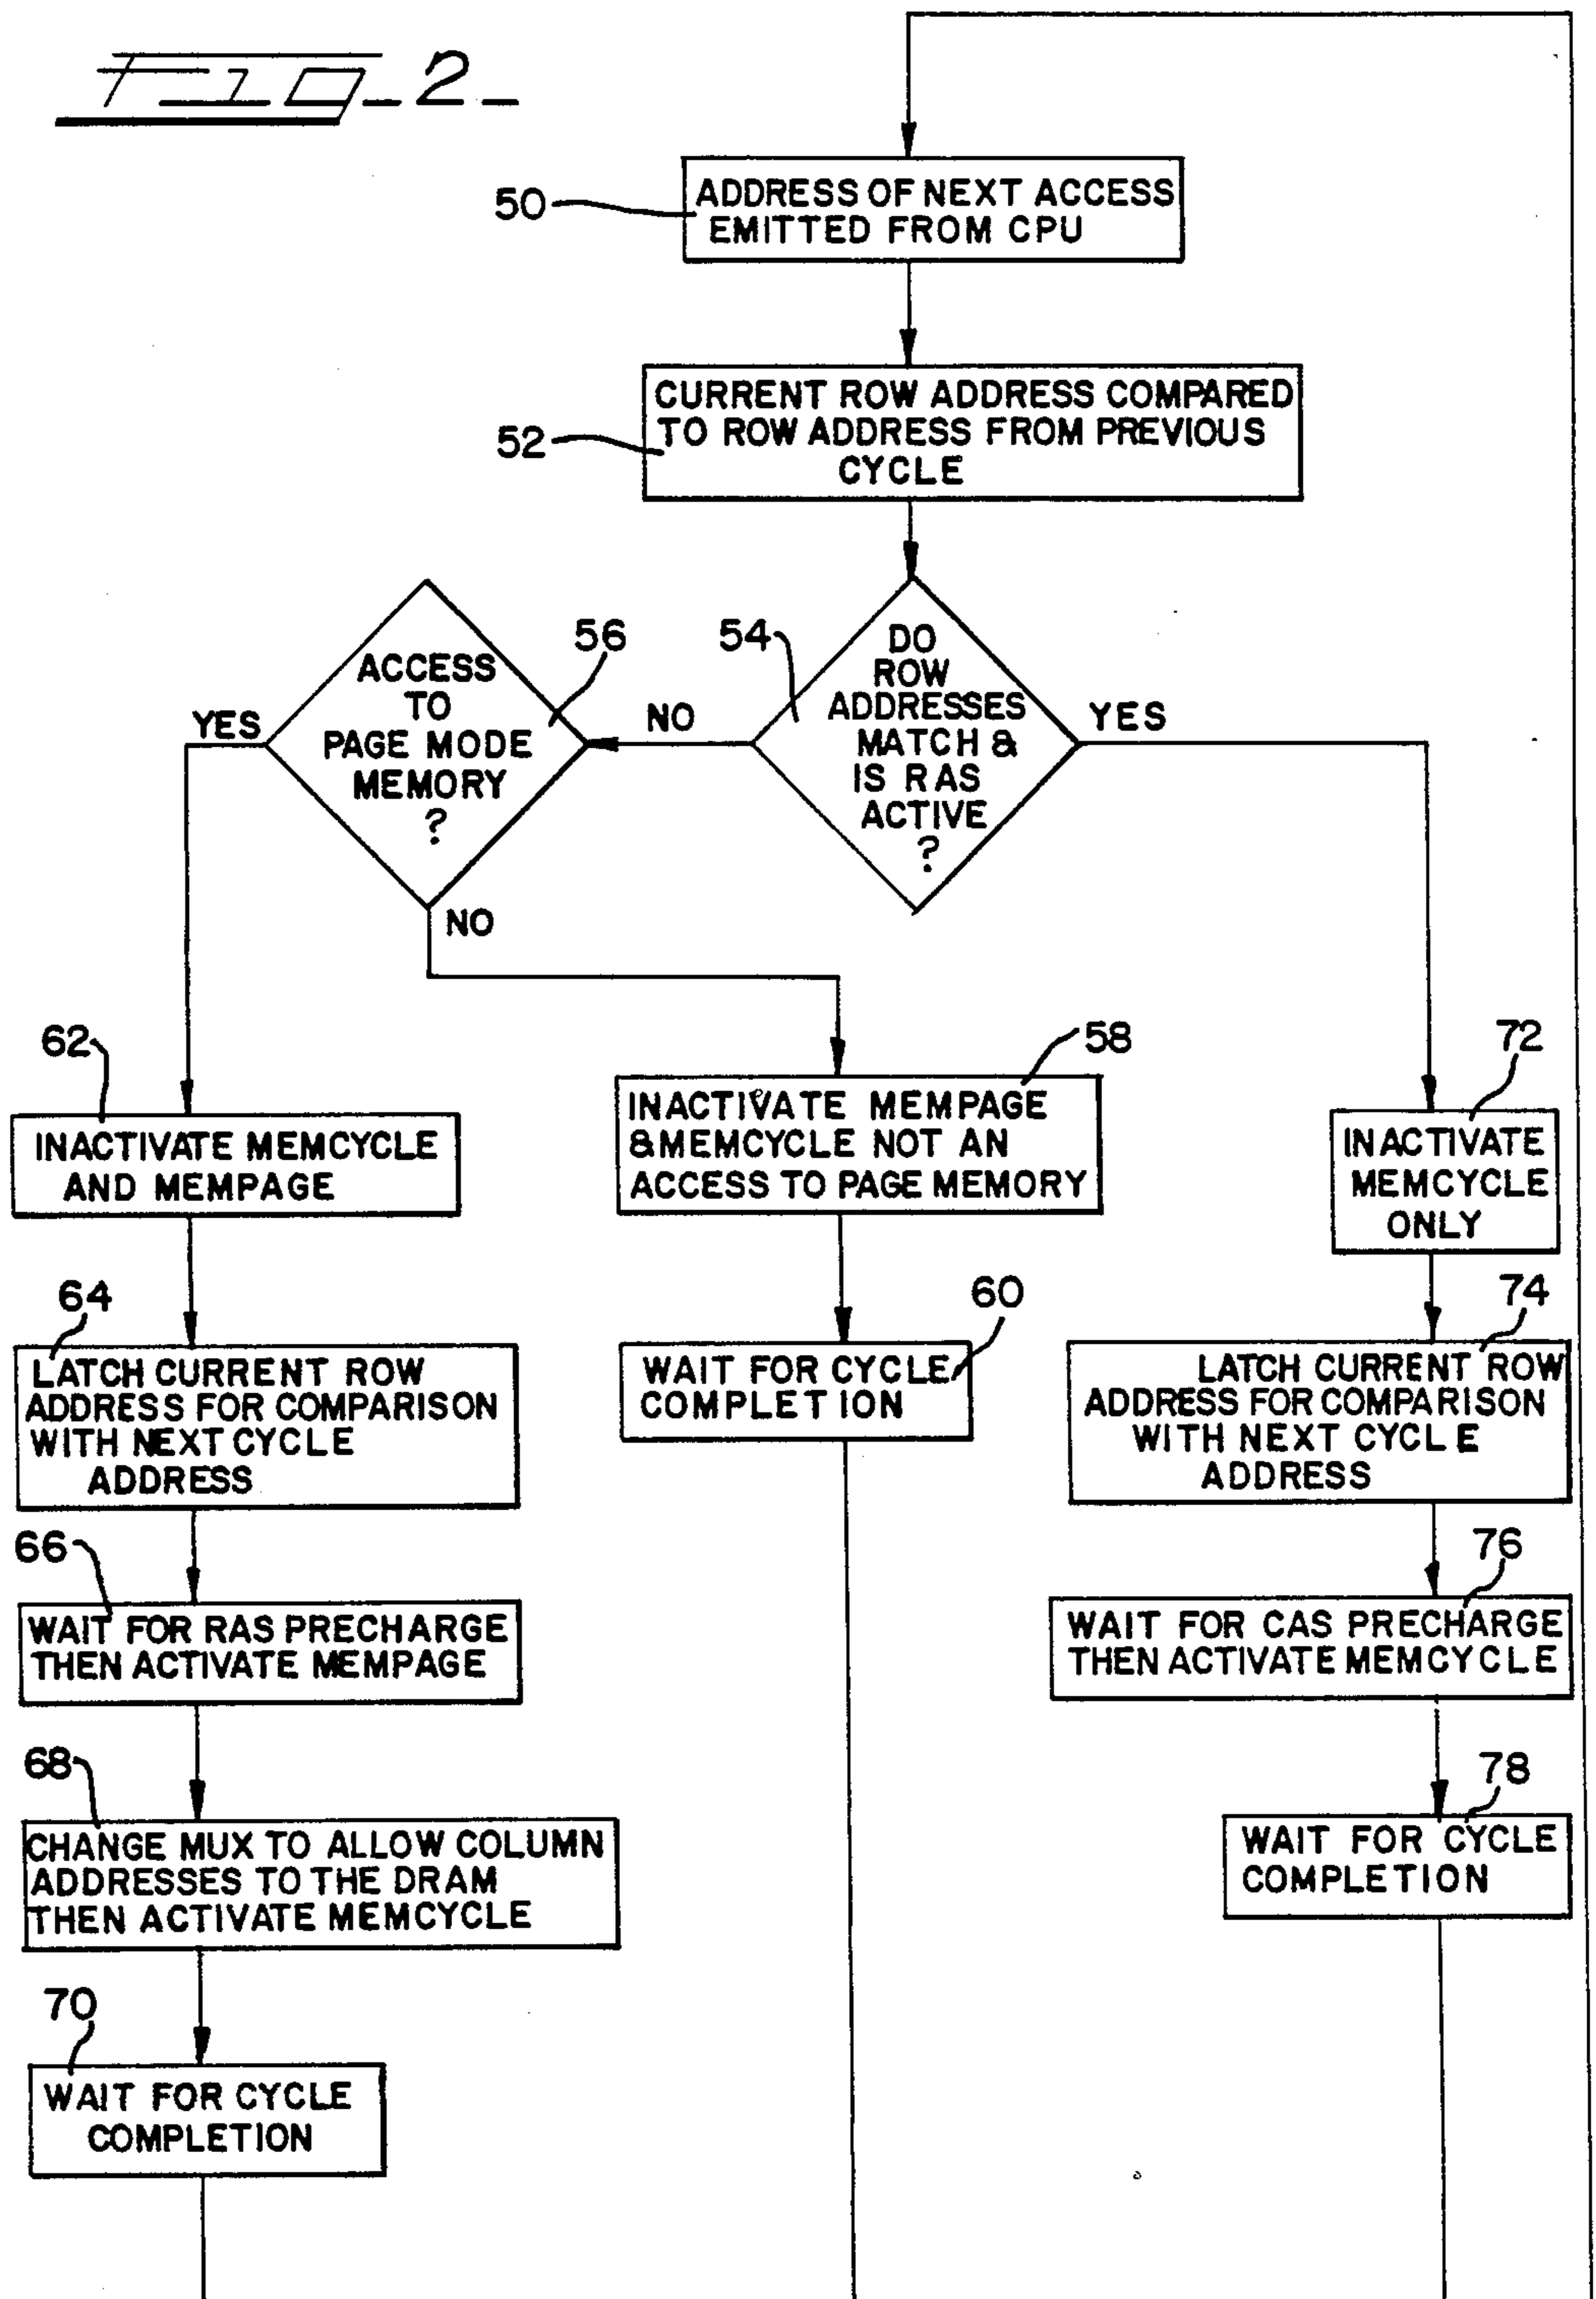 Fig_2_
50
ADDRESS OF NEXT ACCESS
EMITTED FROM CPU
52
CURRENT ROW ADDRESS COMPARED
TO ROW ADDRESS FROM PREVIOUS
CYCLE
54
DO
ROW
ADDRESSES
MATCH &
IS RAS
ACTIVE
?
YES
NO
56
ACCESS
TO
PAGE MODE
MEMORY
?
YES
NO
62
INACTIVATE MEMCYCLE
AND MEMPAGE
64
LATCH CURRENT ROW
ADDRESS FOR COMPARISON
WITH NEXT CYCLE
ADDRESS
66
WAIT FOR RAS PRECHARGE
THEN ACTIVATE MEMPAGE
68
CHANGE MUX TO ALLOW COLUMN
ADDRESSES TO THE DRAM
THEN ACTIVATE MEMCYCLE
70
WAIT FOR CYCLE
COMPLETION
58
INACTIVATE MEMPAGE
&MEMCYCLE NOT AN
ACCESS TO PAGE MEMORY
60
WAIT FOR CYCLE
COMPLETION
72
INACTIVATE
MEMCYCLE
ONLY
74
LATCH CURRENT ROW
ADDRESS FOR COMPARISON
WITH NEXT CYCLE
ADDRESS
76
WAIT FOR CAS PRECHARGE
THEN ACTIVATE MEMCYCLE
78
WAIT FOR CYCLE
COMPLETION